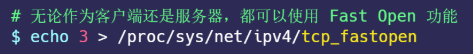 # 无论作为客户端还是服务器，都可以使用 Fast Open 功能
$ echo 3 > /proc/sys/net/ipv4/tcp_fastopen